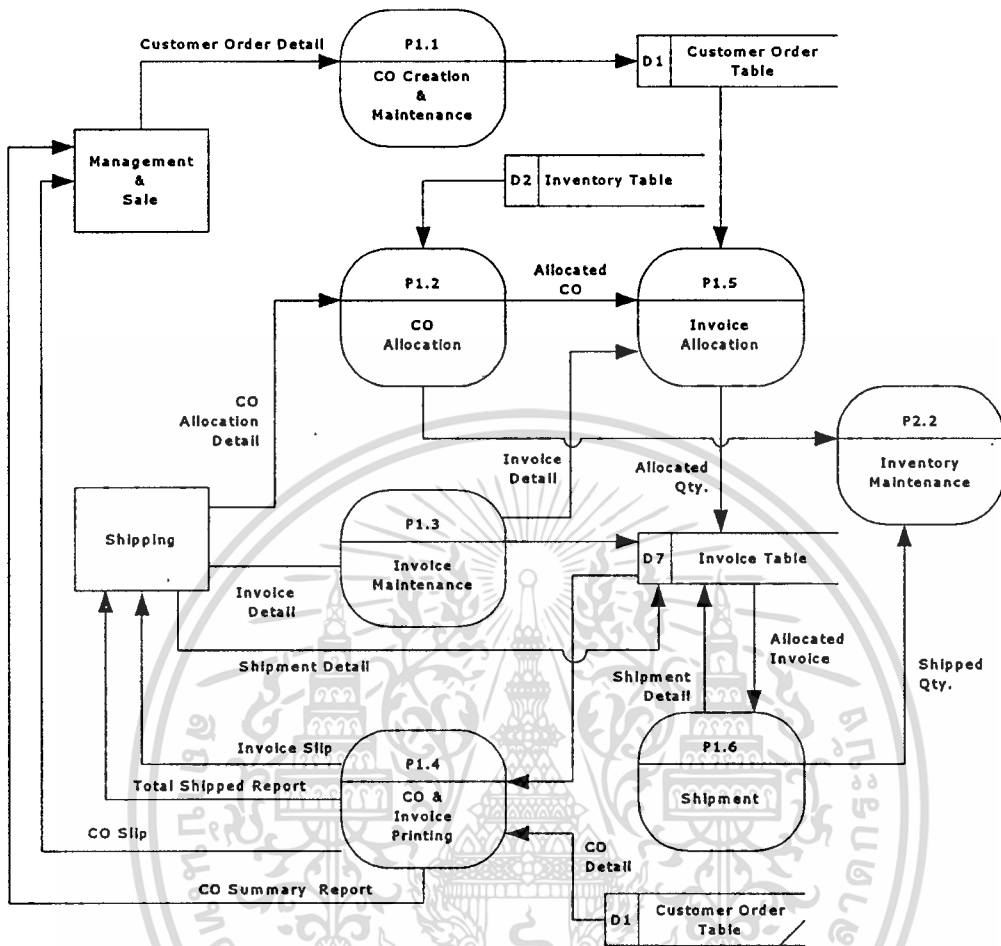 Customer Order Detail
P1.1
CO Creation
&
Maintenance
D1
Customer Order
Table
Management
&
Sale
D2
Inventory Table
P1.2
CO
Allocation
Allocated
CO
P1.5
Invoice
Allocation
CO
Allocation
Detail
P2.2
Inventory
Maintenance
Invoice
Detail
Allocated
Qty.
Shipping
P1.3
Invoice
Maintenance
D7
Invoice Table
Invoice
Detail
Shipment Detail
Shipment
Detail
Allocated
Invoice
Shipped
Qty.
Invoice Slip
Total Shipped Report
CO Slip
CO Summary Report
P1.4
CO &
Invoice
Printing
P1.6
Shipment
CO
Detail
D1
Customer Order
Table